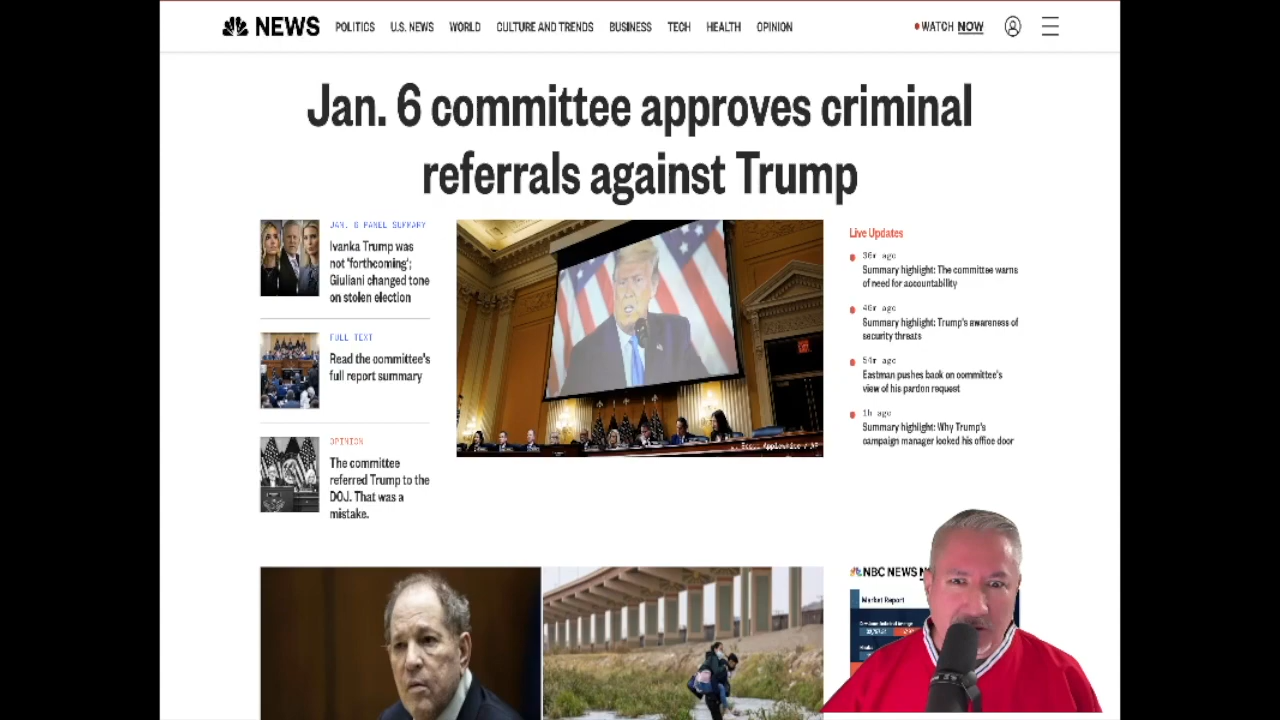 NEWS POLITICS U.S. NEWS WORLD CULTURE AND TRENDS BUSINESS TECH HEALTH OPINION WATCH NOW
Jan. 6 committee approves criminal
referrals against Trump
JAN. 6 PANEL SUMMARY
Ivanka Trump was
not 'forthcoming';
Giuliani changed tone
on stolen election
FULL TEXT
Read the committee's
full report summary
OPINION
The committee
referred Trump to the
DOJ. That was a
mistake.
Applewhite / AP
Live Updates
36m ago
Summary highlight: The committee warns
of need for accountability
46m ago
Summary highlight: Trump's awareness of
security threats
54m ago
Eastman pushes back on committee's
view of his pardon request
1h ago
Summary highlight: Why Trump's
campaign manager locked his office door
NBC NEWS
Market Report